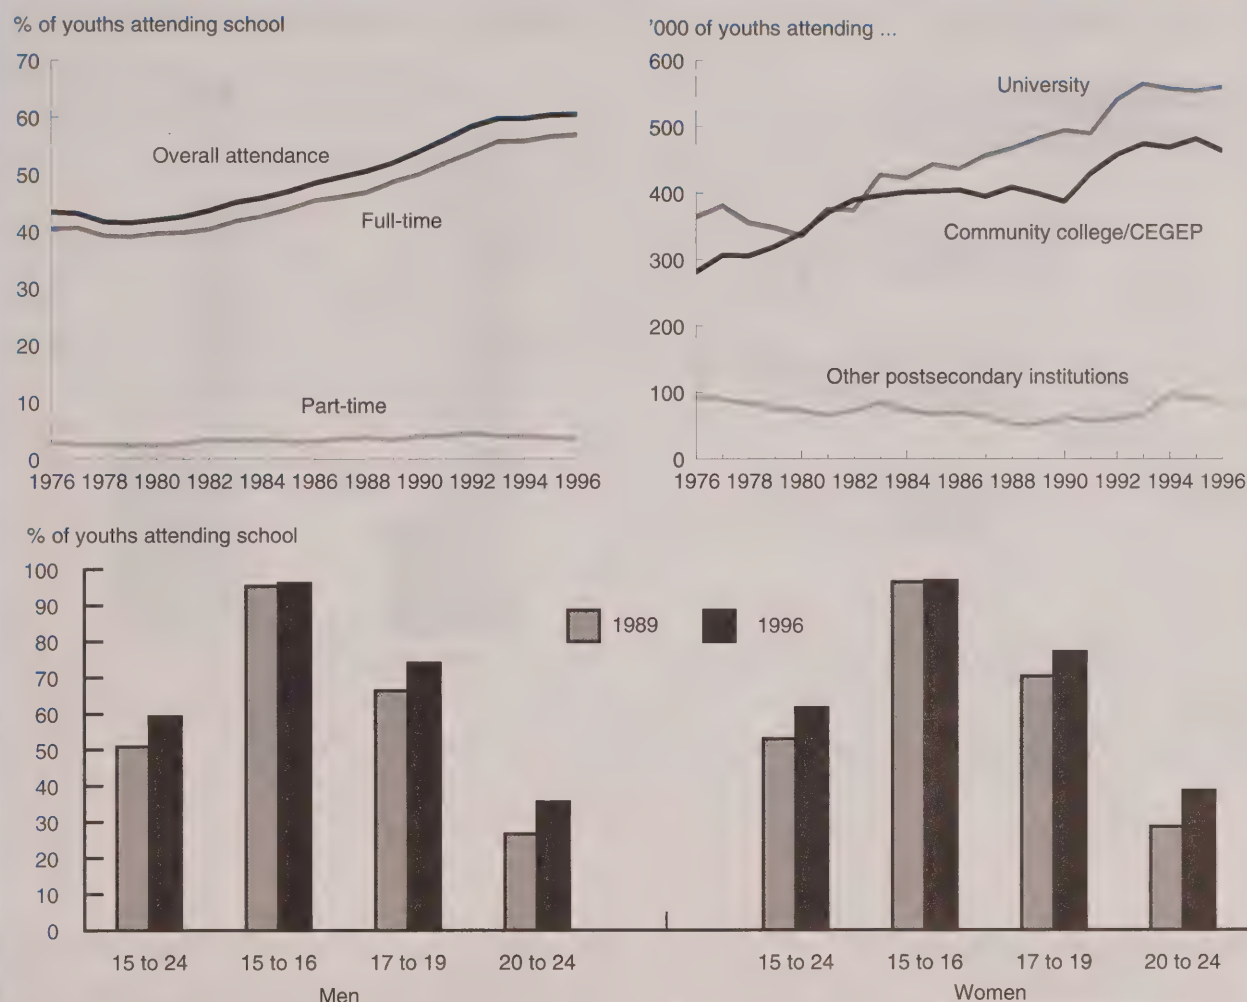 % of youths attending school
70
60
50
40
30
20
10
0
Overall attendance
Full-time
Part-time
1976 1978 1980 1982 1984 1986 1988 1990 1992 1994 1996
'000 of youths attending ...
600
500
400
300
200
100
0
University
Community college/CEGEP
Other postsecondary institutions
1976 1978 1980 1982 1984 1986 1988 1990 1992 1994 1996
% of youths attending school
100
90
80
70
60
50
40
30
20
10
0
1989 1996
15 to 24 15 to 16 17 to 19 20 to 24 15 to 24 15 to 16 17 to 19 20 to 24
Men Women